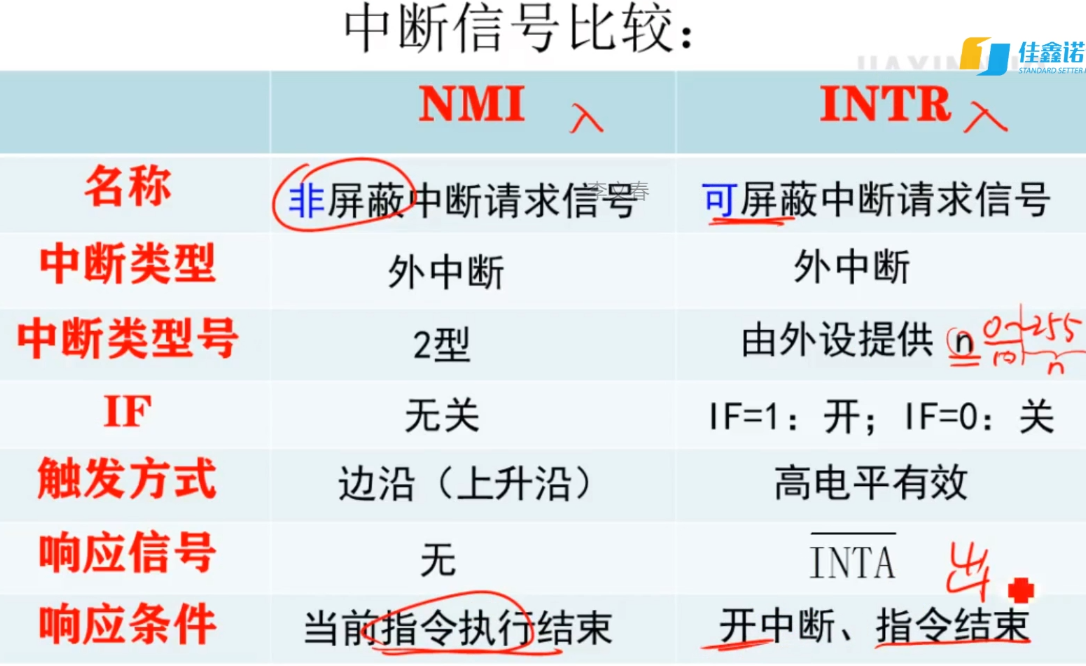 中断信号比较：
佳鑫诺
STANDARD SETTER
NMI 入 INTR 入
名称 非屏蔽中断请求信号 可屏蔽中断请求信号
李文春
中断类型 外中断 外中断
中断类型号 2型 由外设提供 n 0~255
n
IF 无关 IF=1：开；IF=0：关
触发方式 边沿（上升沿） 高电平有效
响应信号 无 INTA 出
响应条件 当前指令执行结束 开中断、指令结束